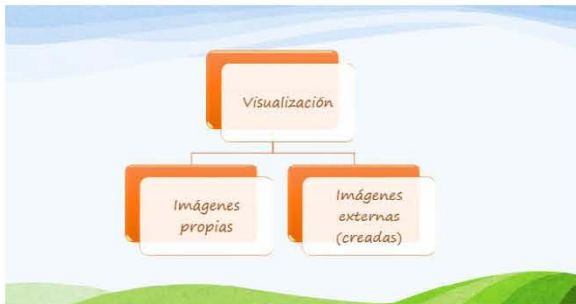 Visualización
Imágenes
propias
Imágenes
externas
(creadas)